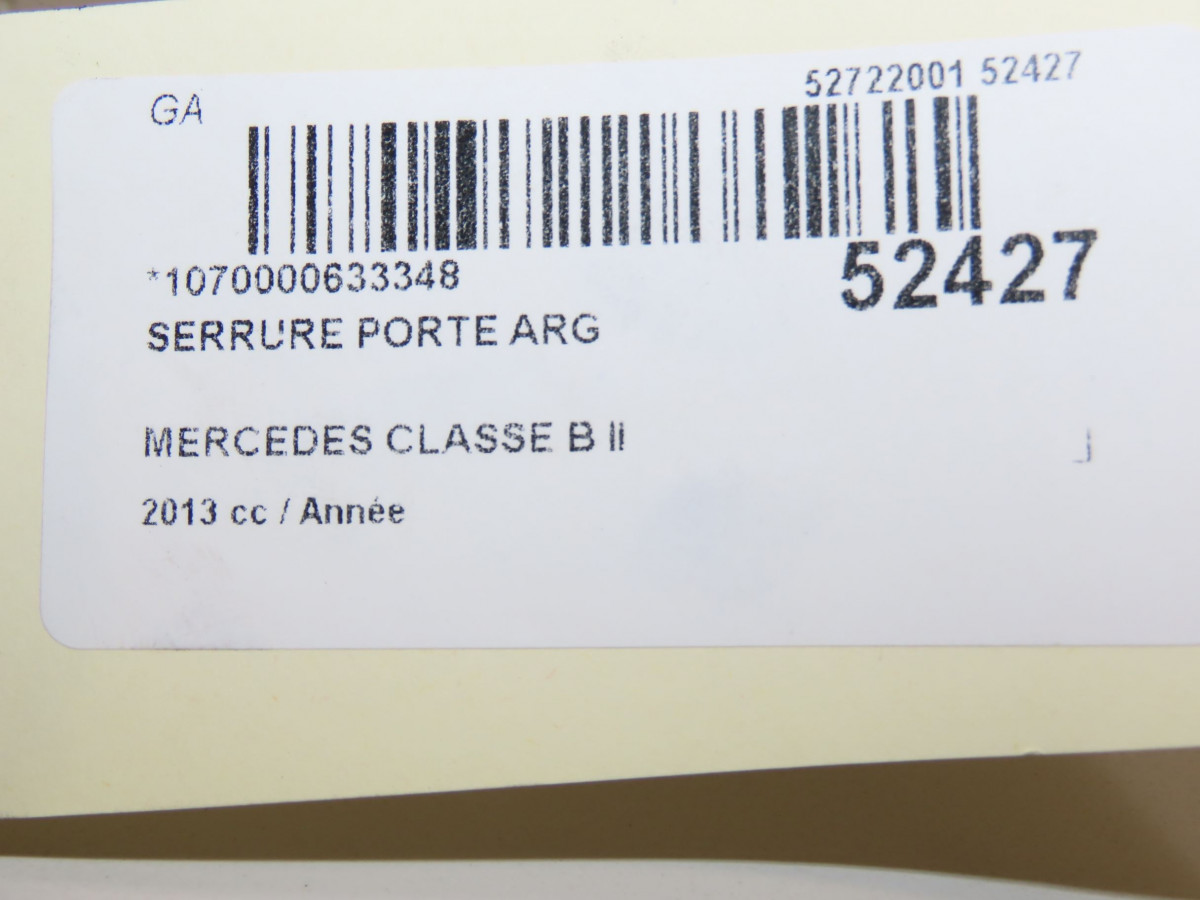 GA
52722001 52427
*1070000633348
52427
SERRURE PORTE ARG
MERCEDES CLASSE B II
2013 cc / Année